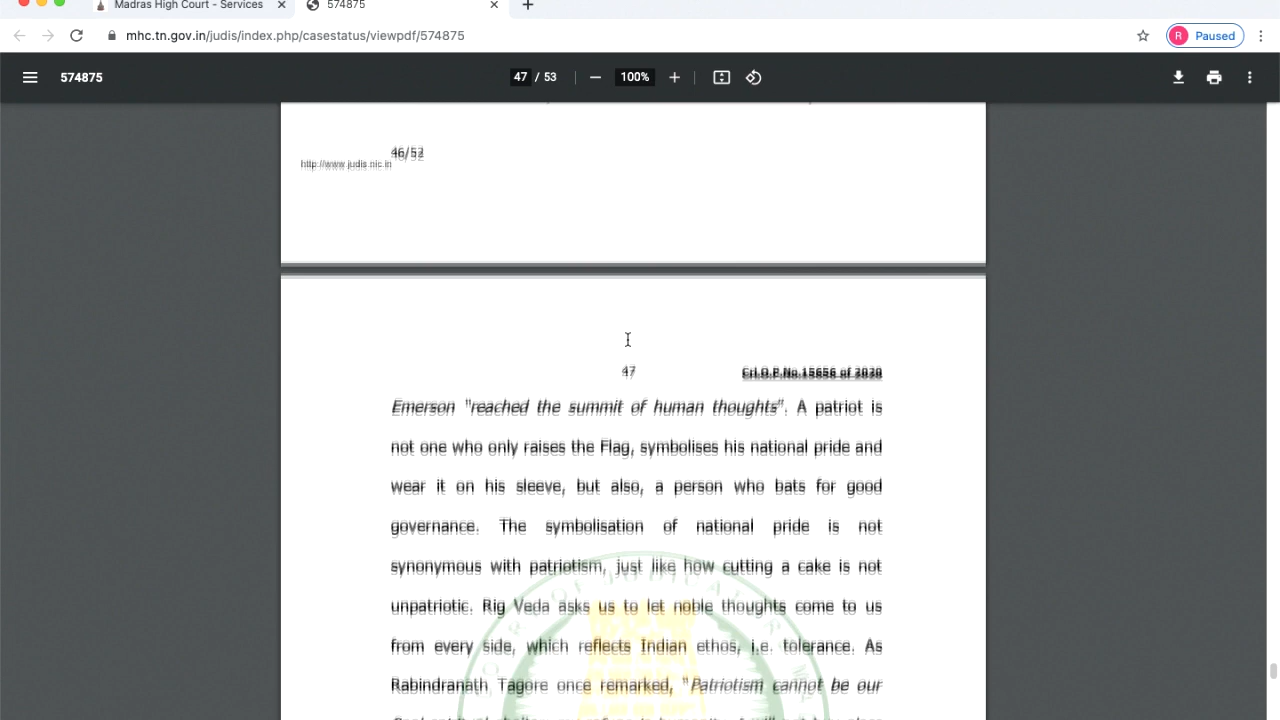 Madras High Court - Services
574875
mhc.tn.gov.in/judis/index.php/casestatus/viewpdf/574875
R Paused
574875
47 / 53
100%
46/52
http://www.judis.nic.in
47
Crl.O.P.No.15656 of 2020
Emerson "reached the summit of human thoughts". A patriot is
not one who only raises the Flag, symbolises his national pride and
wear it on his sleeve, but also, a person who bats for good
governance. The symbolisation of national pride is not
synonymous with patriotism, just like how cutting a cake is not
unpatriotic. Rig Veda asks us to let noble thoughts come to us
from every side, which reflects Indian ethos, i.e. tolerance. As
Rabindranath Tagore once remarked, "Patriotism cannot be our